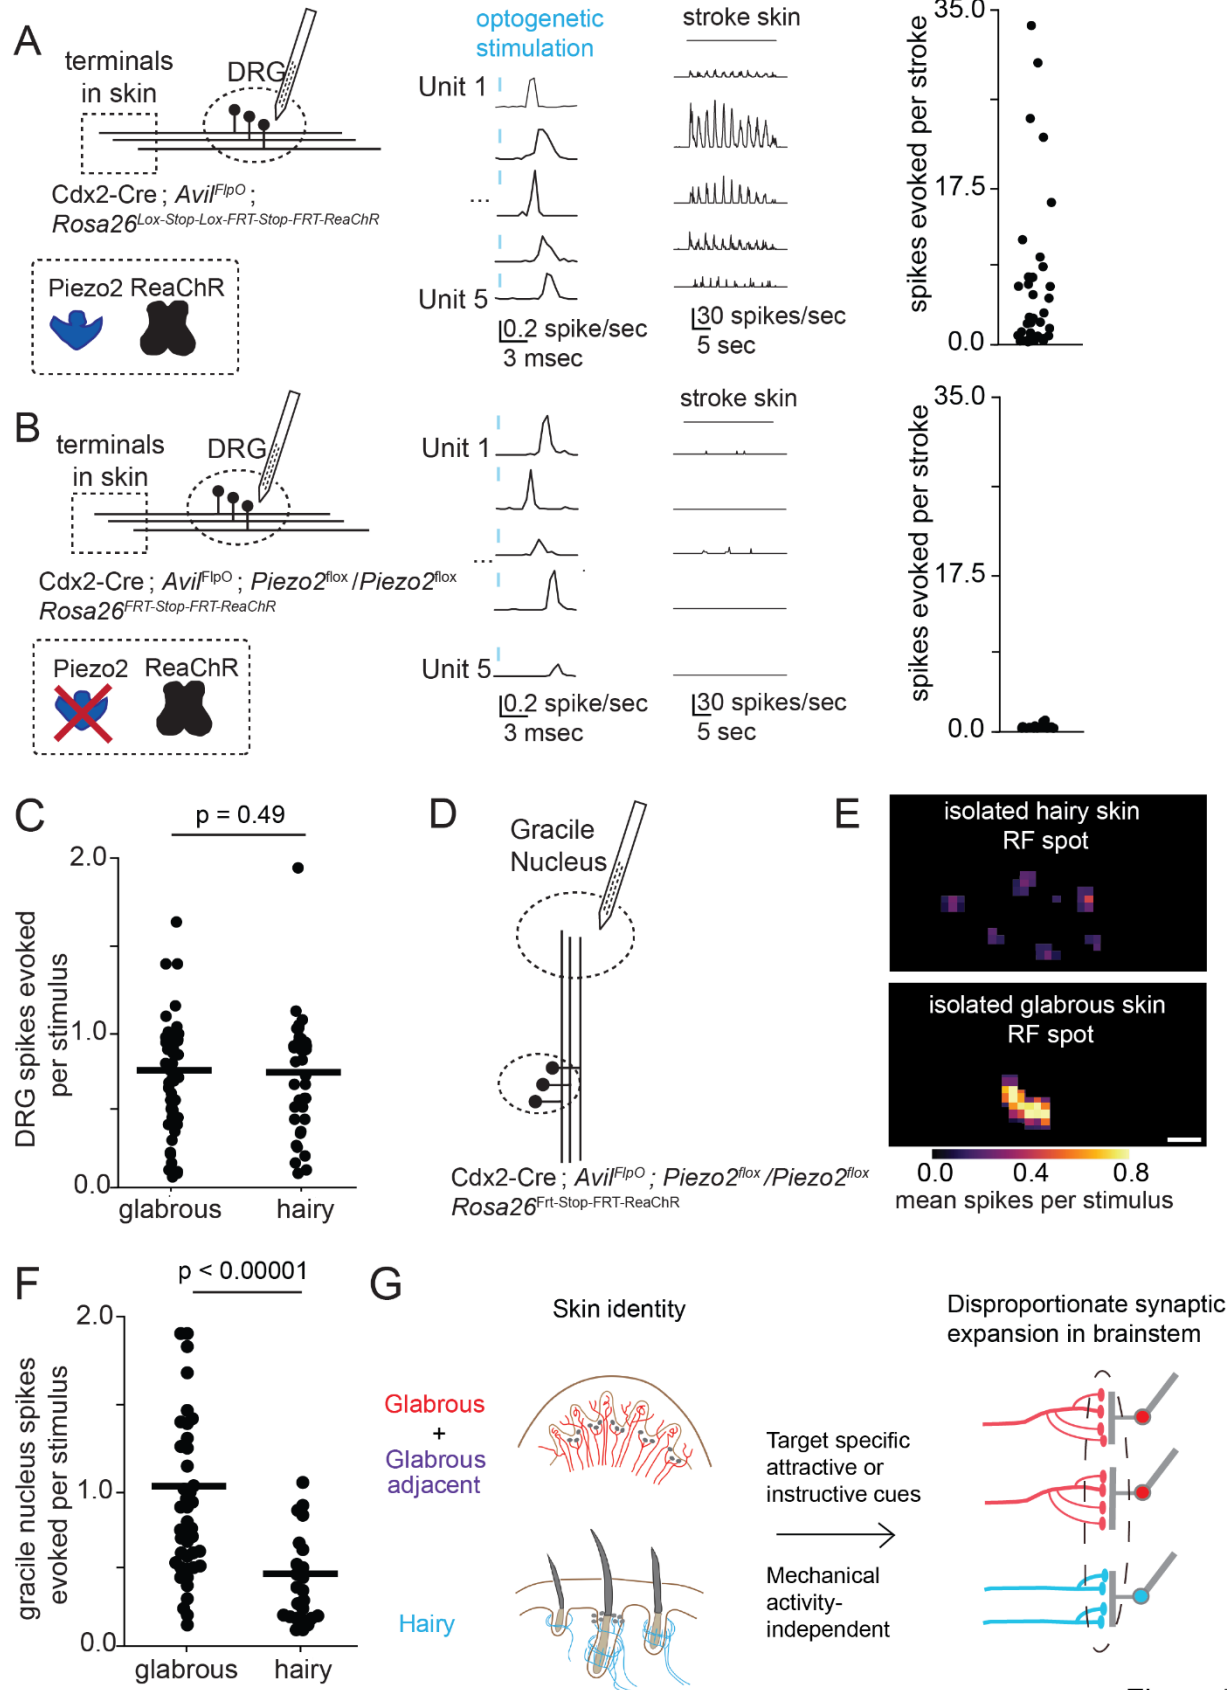 A
terminals
in skin
DRG
Cdx2-Cre ; Avil^FlpO ;
Rosa26^Lox-Stop-Lox-FRT-Stop-FRT-ReaChR
Piezo2 ReaChR
optogenetic
stimulation
stroke skin
Unit 1
...
Unit 5
0.2 spike/sec
3 msec
30 spikes/sec
5 sec
spikes evoked per stroke
35.0
17.5
0.0
B
terminals
in skin
DRG
Cdx2-Cre ; Avil^FlpO ; Piezo2^flox /Piezo2^flox
Rosa26^FRT-Stop-FRT-ReaChR
Piezo2 ReaChR
stroke skin
Unit 1
...
Unit 5
0.2 spike/sec
3 msec
30 spikes/sec
5 sec
spikes evoked per stroke
35.0
17.5
0.0
C
p = 0.49
DRG spikes evoked
per stimulus
2.0
1.0
0.0
glabrous
hairy
D
Gracile
Nucleus
Cdx2-Cre ; Avil^FlpO ; Piezo2^flox /Piezo2^flox
Rosa26^Frt-Stop-FRT-ReaChR
E
isolated hairy skin
RF spot
isolated glabrous skin
RF spot
0.0 0.4 0.8
mean spikes per stimulus
F
p < 0.00001
gracile nucleus spikes
evoked per stimulus
2.0
1.0
0.0
glabrous
hairy
G
Skin identity
Disproportionate synaptic
expansion in brainstem
Glabrous
+
Glabrous
adjacent
Hairy
Target specific
attractive or
instructive cues
Mechanical
activity-
independent